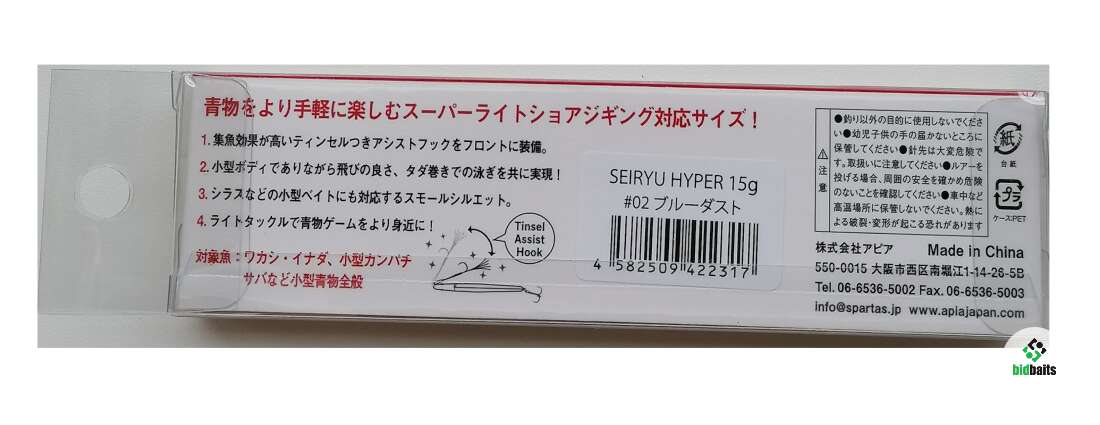 青物をより手軽に楽しむスーパーライトショアジギング対応サイズ！
1.集魚効果が高いティンセルつきアシストフックをフロントに装備。
2.小型ボディでありながら飛びの良さ、タダ巻きでの泳ぎを共に実現！
3.シラスなどの小型ベイトにも対応するスモールシルエット。
4.ライトタックルで青物ゲームをより身近に！
対象魚：ワカシ・イナダ、小型カンパチ
サバなど小型青物全般
Tinsel
Assist
Hook
SEIRYU HYPER 15g
#02 ブルーダスト
4 582509 422317
注意
●釣り以外の目的に使用しないでくださ
い●幼児子供の手の届かないところに
保管してください●針先は大変危険で
す。取扱いに注意してください●ルアーを
投げる場合、周囲の安全を確かめ危険
のないことを確認してください●車中など
高温場所に保管しないでください。熱に
よる破裂・変形が起こる恐れがあります
紙
台紙
プラ
ケース:PET
株式会社アピア Made in China
550-0015 大阪市西区南堀江1-14-26-5B
Tel. 06-6536-5002 Fax. 06-6536-5003
info@spartas.jp www.apiajapan.com
bidbaits